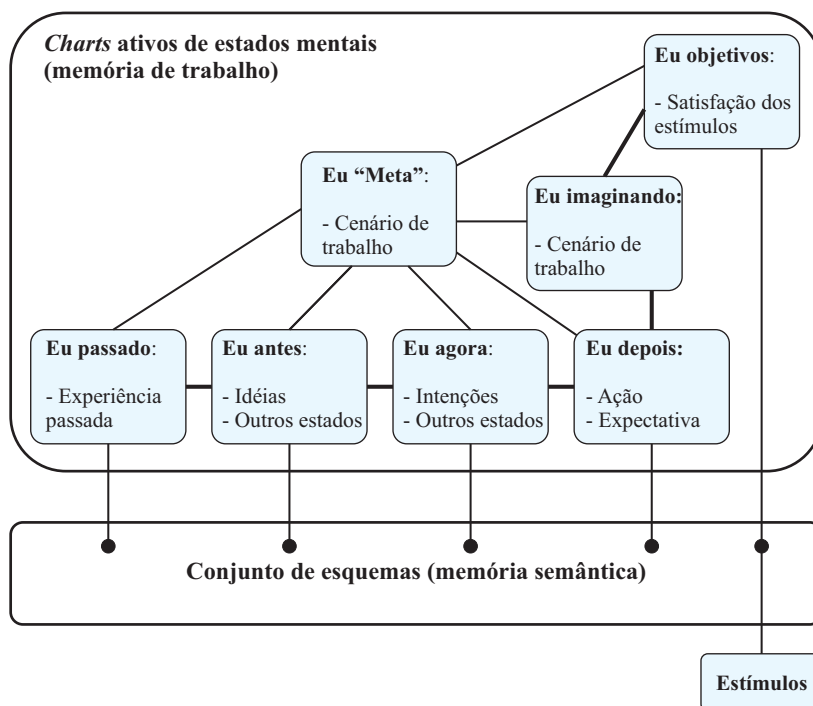 Charts ativos de estados mentais
(memória de trabalho)
Eu objetivos:
- Satisfação dos
estímulos
Eu “Meta”:
- Cenário de
trabalho
Eu imaginando:
- Cenário de
trabalho
Eu passado:
- Experiência
passada
Eu antes:
- Idéias
- Outros estados
Eu agora:
- Intenções
- Outros estados
Eu depois:
- Ação
- Expectativa
Conjunto de esquemas (memória semântica)
Estímulos